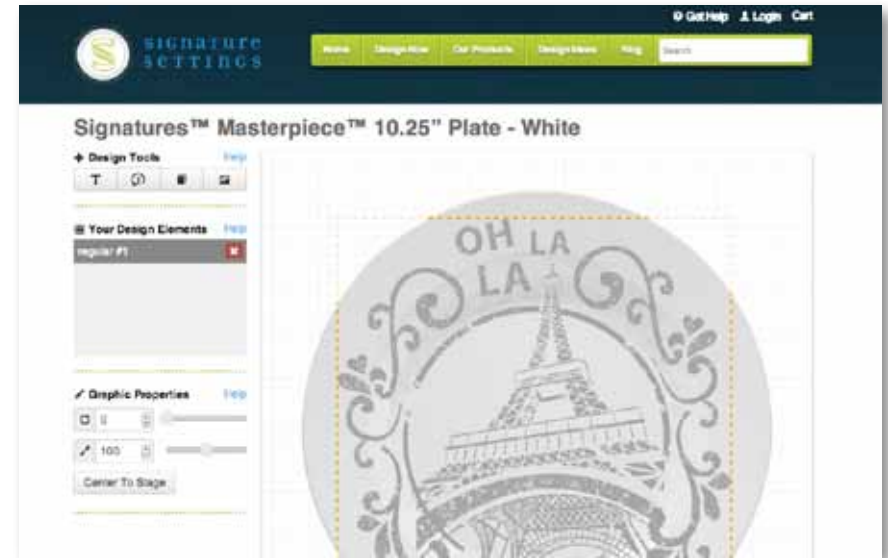 Get Help Login Cart
signature
settings
Home Design Now Our Products Design Ideas Blog Search
Signatures™ Masterpiece™ 10.25” Plate - White
Design Tools Help
T
Your Design Elements Help
regular #1
OH LA
LA
Graphic Properties Help
100
Center To Stage